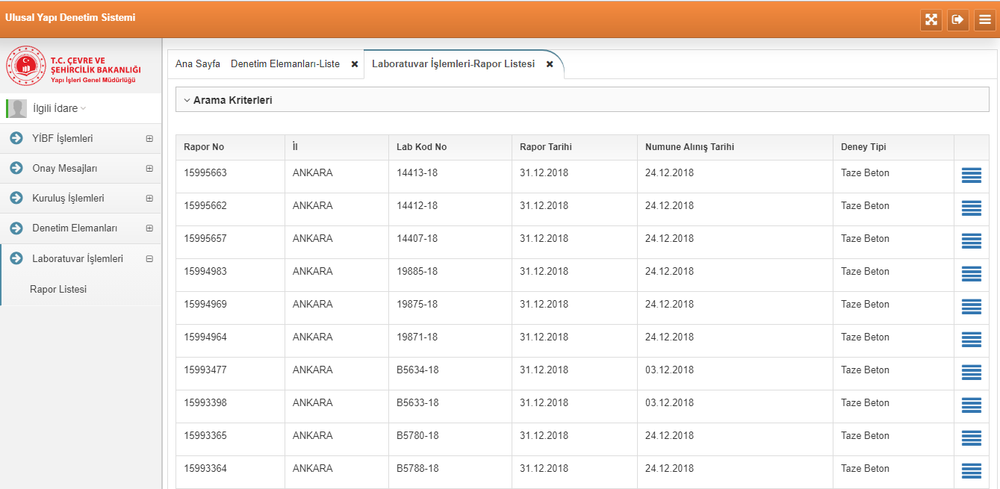 Ulusal Yapı Denetim Sistemi
T.C. ÇEVRE VE
ŞEHİRCİLİK BAKANLIĞI
Yapı İşleri Genel Müdürlüğü
İlgili İdare
YİBF İşlemleri
Onay Mesajları
Kuruluş İşlemleri
Denetim Elemanları
Laboratuvar İşlemleri
Rapor Listesi
Ana Sayfa Denetim Elemanları-Liste Laboratuvar İşlemleri-Rapor Listesi
Arama Kriterleri
Rapor No İl Lab Kod No Rapor Tarihi Numune Alınış Tarihi Deney Tipi
15995663 ANKARA 14413-18 31.12.2018 24.12.2018 Taze Beton
15995662 ANKARA 14412-18 31.12.2018 24.12.2018 Taze Beton
15995657 ANKARA 14407-18 31.12.2018 24.12.2018 Taze Beton
15994983 ANKARA 19885-18 31.12.2018 24.12.2018 Taze Beton
15994969 ANKARA 19875-18 31.12.2018 24.12.2018 Taze Beton
15994964 ANKARA 19871-18 31.12.2018 24.12.2018 Taze Beton
15993477 ANKARA B5634-18 31.12.2018 03.12.2018 Taze Beton
15993398 ANKARA B5633-18 31.12.2018 03.12.2018 Taze Beton
15993365 ANKARA B5780-18 31.12.2018 24.12.2018 Taze Beton
15993364 ANKARA B5788-18 31.12.2018 24.12.2018 Taze Beton